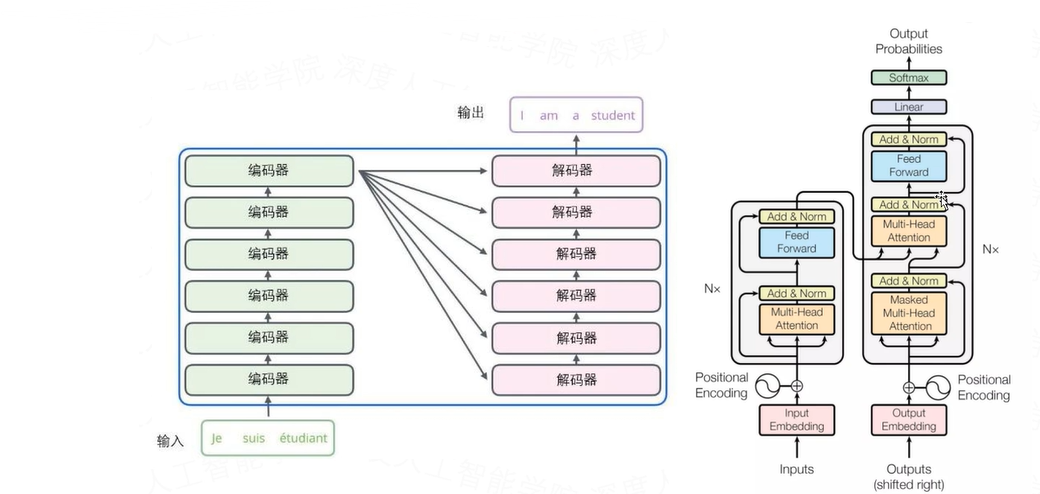 输出
I am a student
编码器
编码器
编码器
编码器
编码器
编码器
解码器
解码器
解码器
解码器
解码器
解码器
输入
Je suis étudiant
Output
Probabilities
Softmax
Linear
Add & Norm
Feed
Forward
Add & Norm
Multi-Head
Attention
Add & Norm
Masked
Multi-Head
Attention
N×
Add & Norm
Feed
Forward
Add & Norm
Multi-Head
Attention
N×
Positional
Encoding
Positional
Encoding
Input
Embedding
Output
Embedding
Inputs
Outputs
(shifted right)